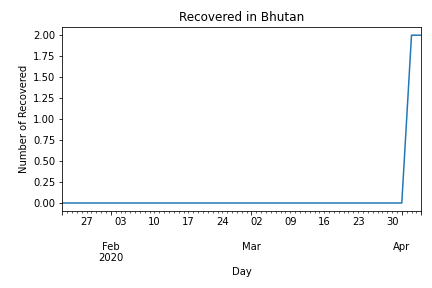 Recovered in Bhutan
Number of Recovered
2.00
1.75
1.50
1.25
1.00
0.75
0.50
0.25
0.00
27 03 10 17 24 02 09 16 23 30
Feb Mar Apr
2020
Day